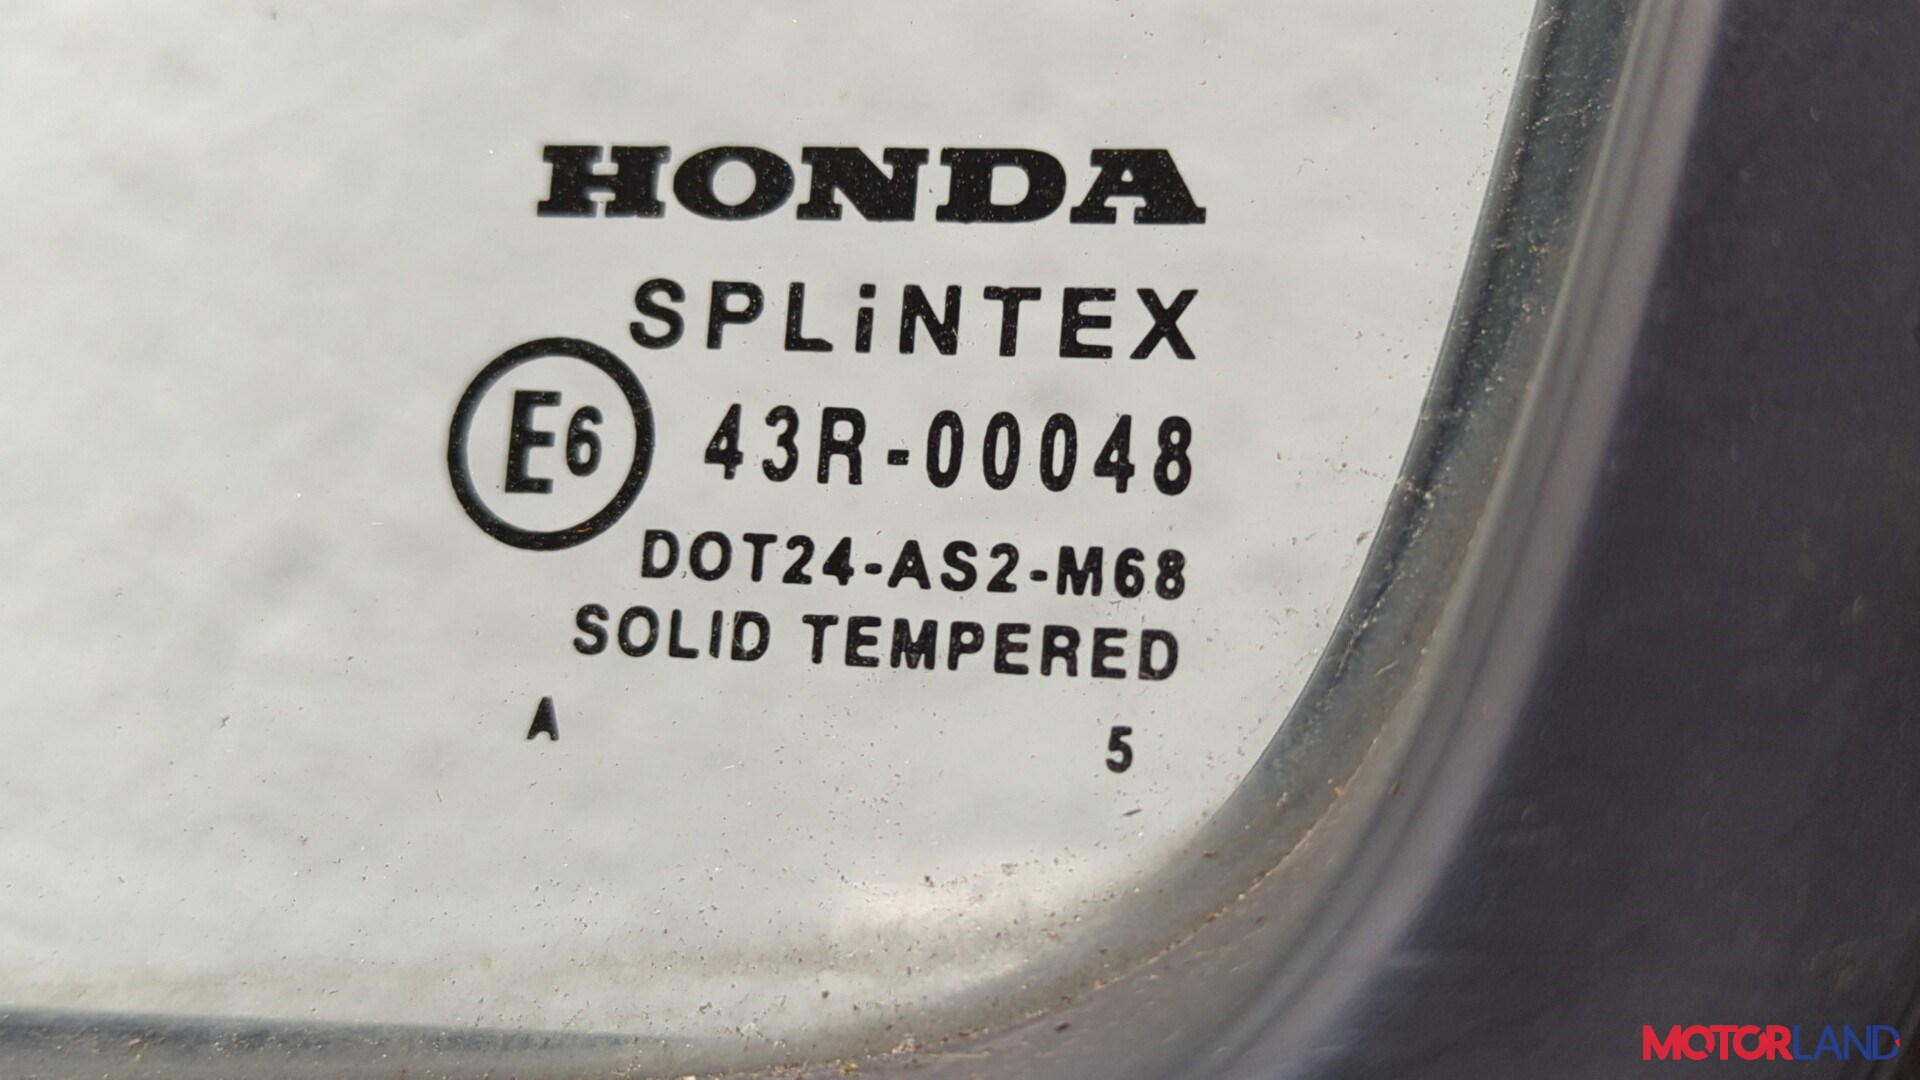 HONDA
SPLiNTEX
E6 43R-00048
DOT24-AS2-M68
SOLID TEMPERED
A 5
MOTORLAND